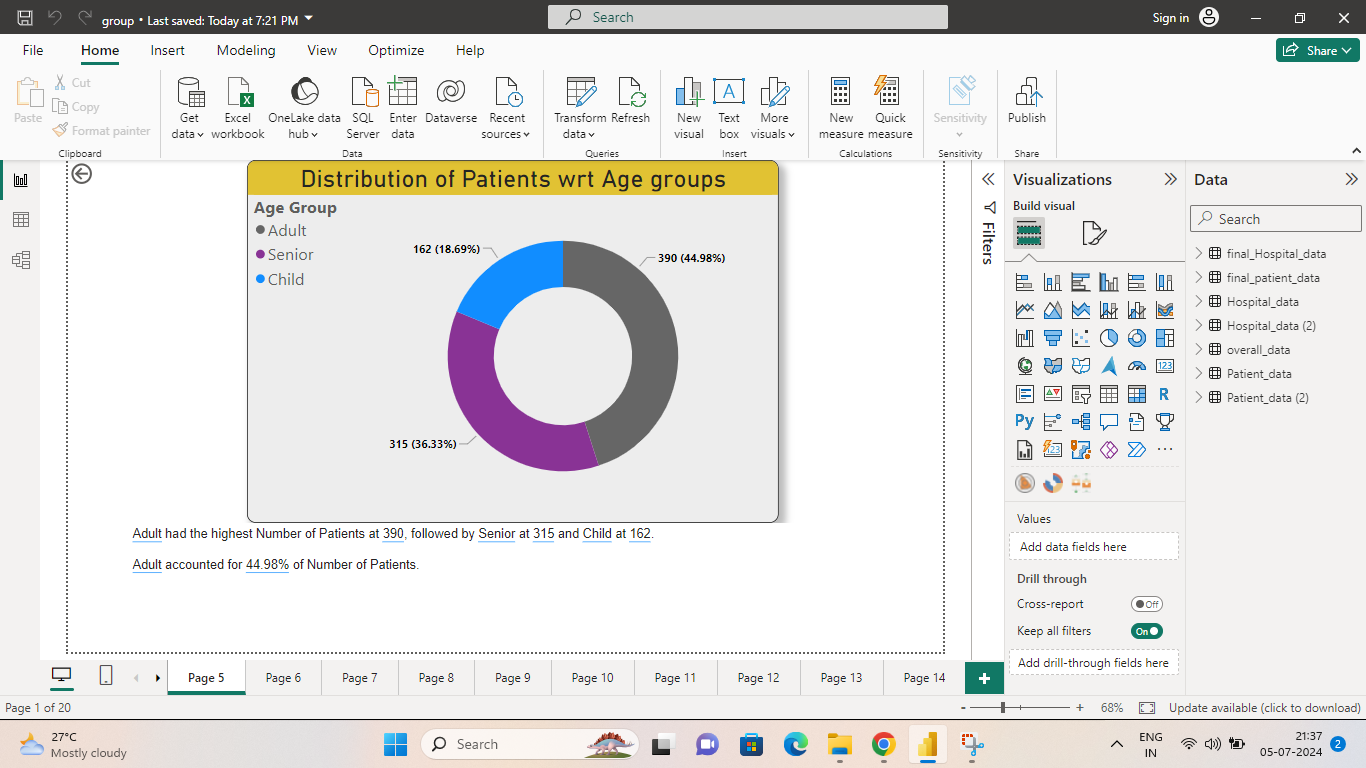 group • Last saved: Today at 7:21 PM
Search
Sign in
File Home Insert Modeling View Optimize Help
Share
Paste
Cut
Copy
Format painter
Clipboard
Get data
Excel workbook
OneLake data hub
SQL Server
Enter data
Dataverse
Recent sources
Data
Transform data
Refresh
Queries
New visual
Text box
More visuals
Insert
New measure
Quick measure
Calculations
Sensitivity
Sensitivity
Publish
Share
Distribution of Patients wrt Age groups
Age Group
Adult
Senior
Child
162 (18.69%)
390 (44.98%)
315 (36.33%)
Adult had the highest Number of Patients at 390, followed by Senior at 315 and Child at 162.
Adult accounted for 44.98% of Number of Patients.
Filters
Visualizations
Build visual
123
R
Py
123
Values
Add data fields here
Drill through
Cross-report
Off
Keep all filters
On
Add drill-through fields here
Data
Search
final_Hospital_data
final_patient_data
Hospital_data
Hospital_data (2)
overall_data
Patient_data
Patient_data (2)
Page 5 Page 6 Page 7 Page 8 Page 9 Page 10 Page 11 Page 12 Page 13 Page 14
Page 1 of 20
- + 68%
Update available (click to download)
27°C
Mostly cloudy
Search
ENG
IN
21:37
05-07-2024
2